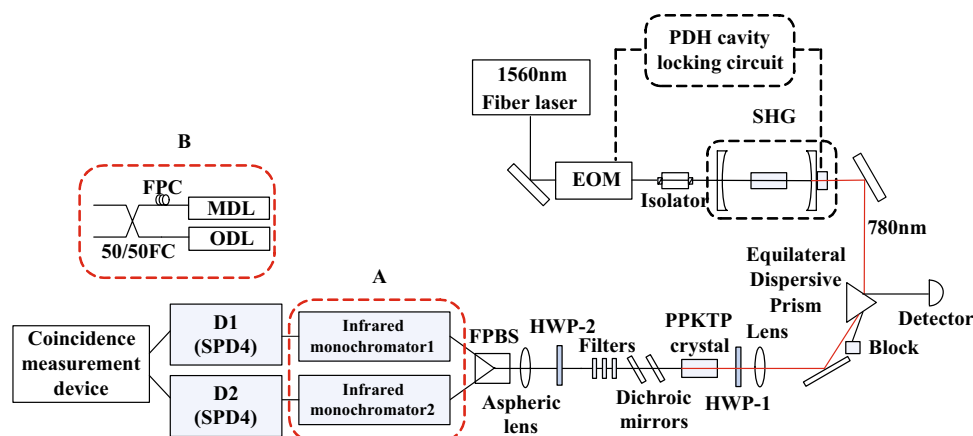 PDH cavity
locking circuit
1560nm
Fiber laser
SHG
B
EOM
FPC
MDL
Isolator
ODL
50/50FC
780nm
Equilateral
Dispersive
Prism
A
Detector
D1
(SPD4)
Infrared
monochromator1
FPBS
HWP-2
Filters
PPKTP
crystal
Lens
Block
Coincidence
measurement
device
D2
(SPD4)
Infrared
monochromator2
Aspheric
lens
Dichroic
mirrors
HWP-1